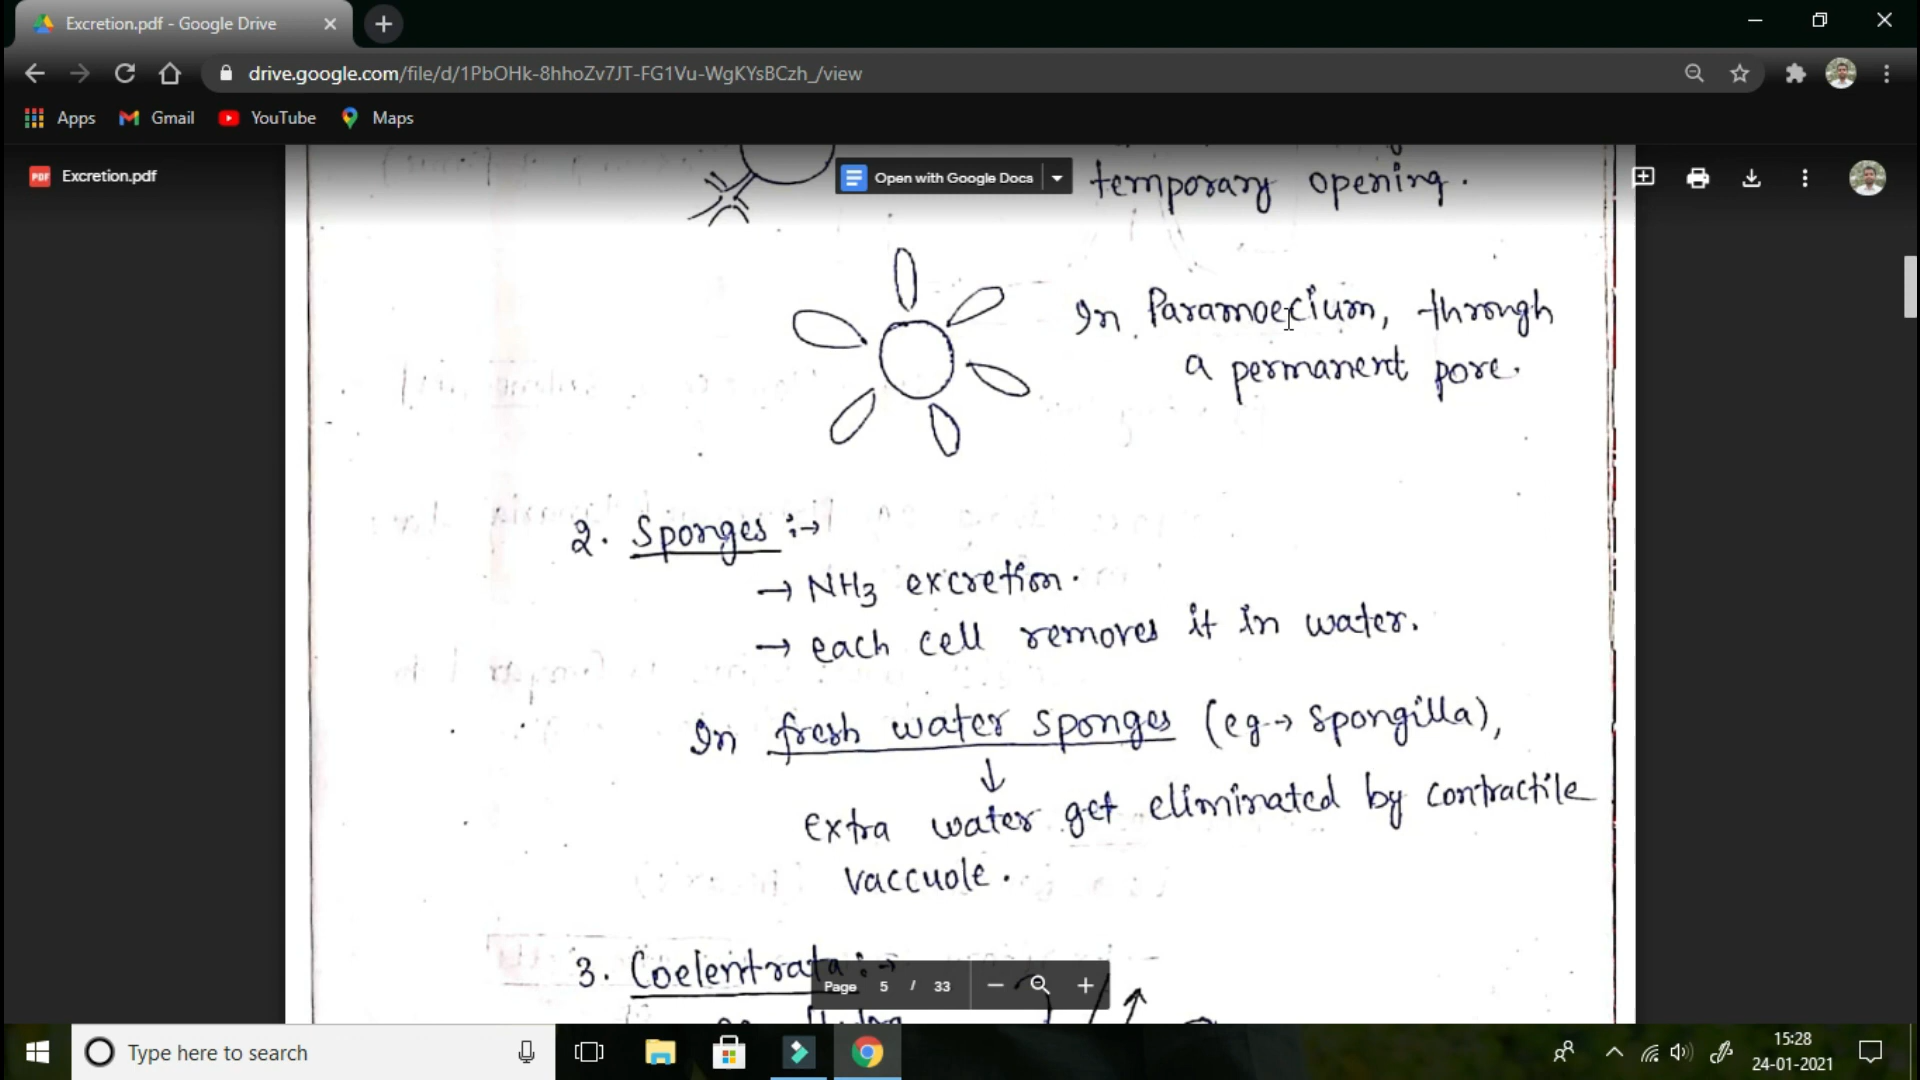 Excretion.pdf - Google Drive
drive.google.com/file/d/1PbOHk-8hhoZv7JT-FG1Vu-WgKYsBCzh_/view
Apps Gmail YouTube Maps
PDF Excretion.pdf
Open with Google Docs
temporary opening.
In Paramoecium, through
a permanent pore.
2. Sponges :→
→ NH3 excretion.
→ each cell removes it in water.
In fresh water sponges (eg→ Spongilla),
↓
extra water get eliminated by contractile
vaccuole.
3. Coelentrata :→
Page 5 / 33
Type here to search
15:28
24-01-2021